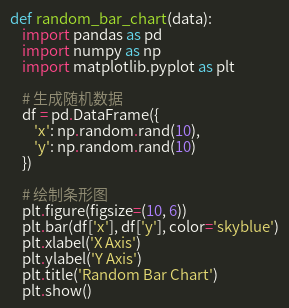 def random_bar_chart(data):
    import pandas as pd
    import numpy as np
    import matplotlib.pyplot as plt

    # 生成随机数据
    df = pd.DataFrame({
        'x': np.random.rand(10),
        'y': np.random.rand(10)
    })

    # 绘制条形图
    plt.figure(figsize=(10, 6))
    plt.bar(df['x'], df['y'], color='skyblue')
    plt.xlabel('X Axis')
    plt.ylabel('Y Axis')
    plt.title('Random Bar Chart')
    plt.show()